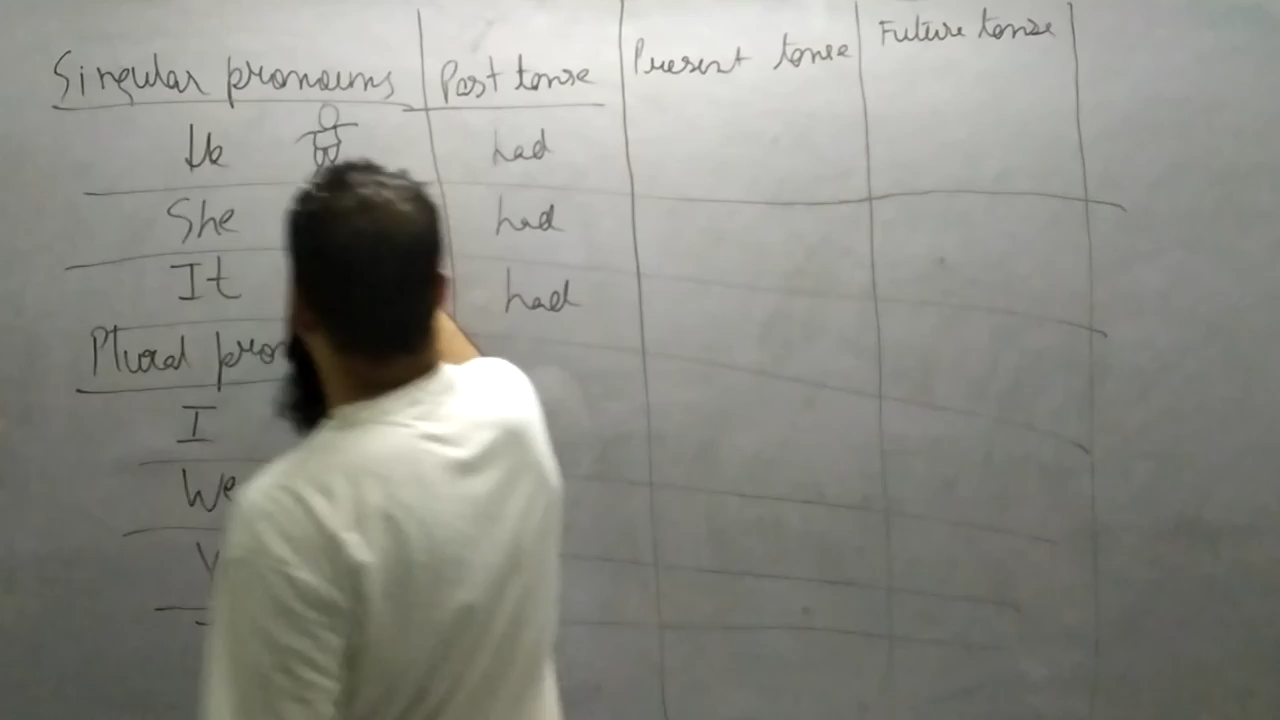 Singular pronouns Past tense Present tense Future tense
He had
She had
It had
Plural
I
We